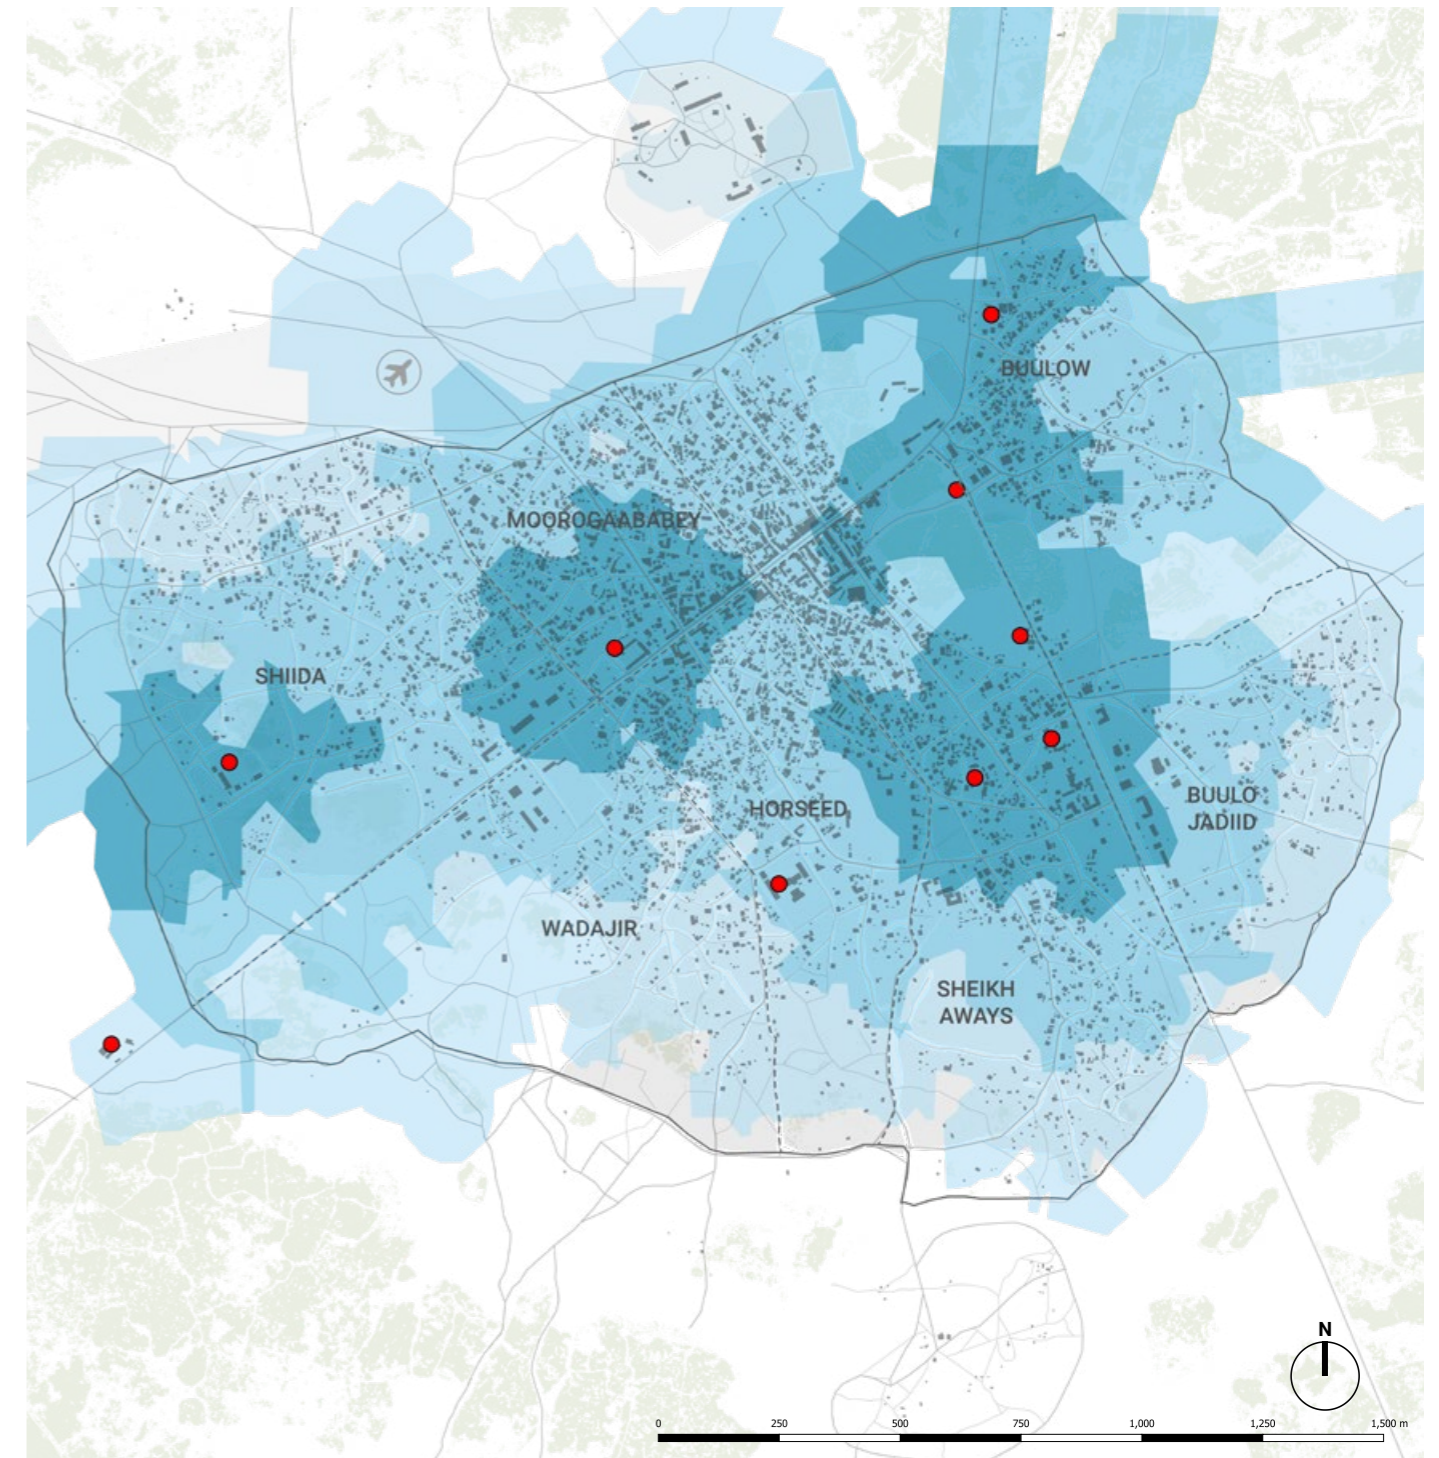 BUULOW
MOOROGAABABEY
SHIIDA
HORSEED
BUULO
JADIID
WADAJIR
SHEIKH
AWAYS
N
0 250 500 750 1,000 1,250 1,500 m